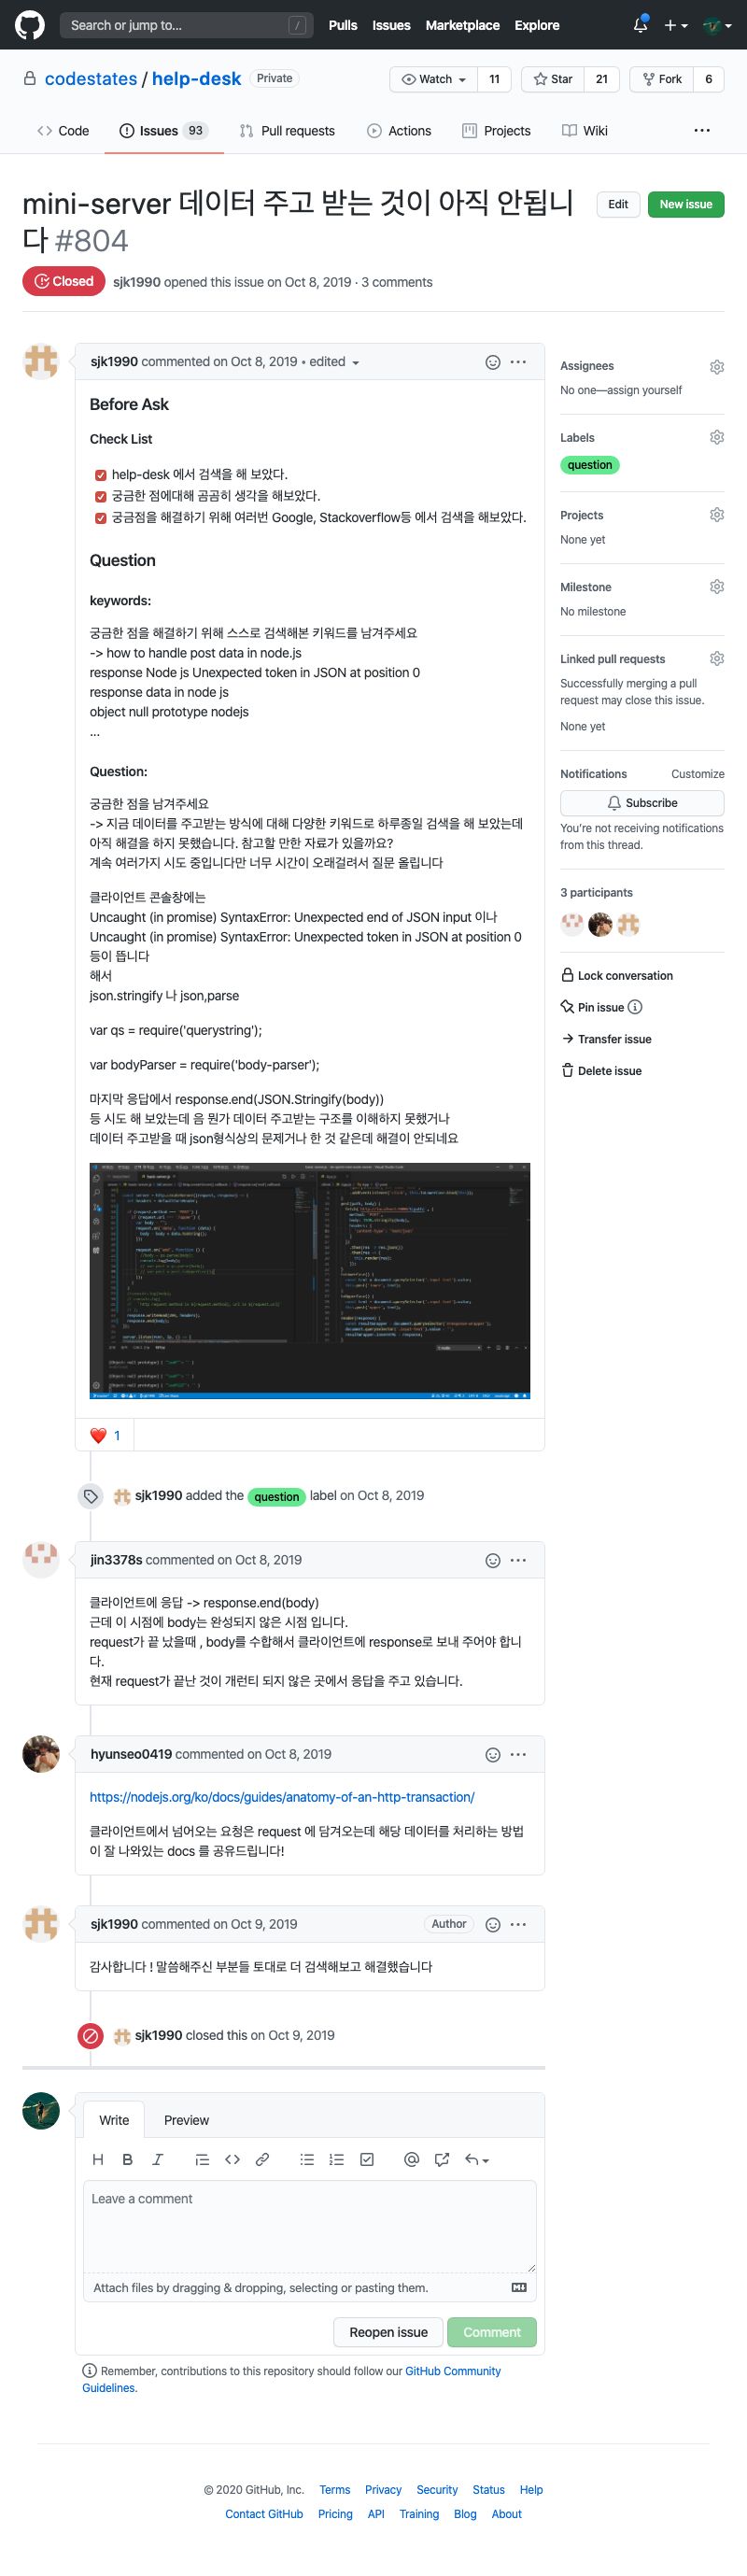 Search or jump to... /
Pulls Issues Marketplace Explore
codestates / help-desk Private
Watch 11 Star 21 Fork 6
Code Issues 93 Pull requests Actions Projects Wiki ...
mini-server 데이터 주고 받는 것이 아직 안됩니
다 #804
Edit New issue
Closed sjk1990 opened this issue on Oct 8, 2019 · 3 comments
sjk1990 commented on Oct 8, 2019 • edited
Before Ask
Check List
help-desk 에서 검색을 해 보았다.
궁금한 점에대해 곰곰히 생각을 해보았다.
궁금점을 해결하기 위해 여러번 Google, Stackoverflow등 에서 검색을 해보았다.
Question
keywords:
궁금한 점을 해결하기 위해 스스로 검색해본 키워드를 남겨주세요
-> how to handle post data in node.js
response Node js Unexpected token in JSON at position 0
response data in node js
object null prototype nodejs
...
Question:
궁금한 점을 남겨주세요
-> 지금 데이터를 주고받는 방식에 대해 다양한 키워드로 하루종일 검색을 해 보았는데
아직 해결을 하지 못했습니다. 참고할 만한 자료가 있을까요?
계속 여러가지 시도 중입니다만 너무 시간이 오래걸려서 질문 올립니다
클라이언트 콘솔창에는
Uncaught (in promise) SyntaxError: Unexpected end of JSON input 이나
Uncaught (in promise) SyntaxError: Unexpected token in JSON at position 0
등이 뜹니다
해서
json.stringify 나 json,parse
var qs = require('querystring');
var bodyParser = require('body-parser');
마지막 응답에서 response.end(JSON.Stringify(body))
등 시도 해 보았는데 음 뭔가 데이터 주고받는 구조를 이해하지 못했거나
데이터 주고받을 때 json형식상의 문제거나 한 것 같은데 해결이 안되네요
1
sjk1990 added the question label on Oct 8, 2019
jin3378s commented on Oct 8, 2019
클라이언트에 응답 -> response.end(body)
근데 이 시점에 body는 완성되지 않은 시점 입니다.
request가 끝 났을때 , body를 수합해서 클라이언트에 response로 보내 주어야 합니
다.
현재 request가 끝난 것이 개런티 되지 않은 곳에서 응답을 주고 있습니다.
hyunseo0419 commented on Oct 8, 2019
https://nodejs.org/ko/docs/guides/anatomy-of-an-http-transaction/
클라이언트에서 넘어오는 요청은 request 에 담겨오는데 해당 데이터를 처리하는 방법
이 잘 나와있는 docs 를 공유드립니다!
sjk1990 commented on Oct 9, 2019 Author
감사합니다 ! 말씀해주신 부분들 토대로 더 검색해보고 해결했습니다
sjk1990 closed this on Oct 9, 2019
Write Preview
H B I
Leave a comment
Attach files by dragging & dropping, selecting or pasting them.
Reopen issue Comment
Remember, contributions to this repository should follow our GitHub Community
Guidelines.
Assignees
No one—assign yourself
Labels
question
Projects
None yet
Milestone
No milestone
Linked pull requests
Successfully merging a pull
request may close this issue.
None yet
Notifications Customize
Subscribe
You're not receiving notifications
from this thread.
3 participants
Lock conversation
Pin issue
Transfer issue
Delete issue
© 2020 GitHub, Inc. Terms Privacy Security Status Help
Contact GitHub Pricing API Training Blog About